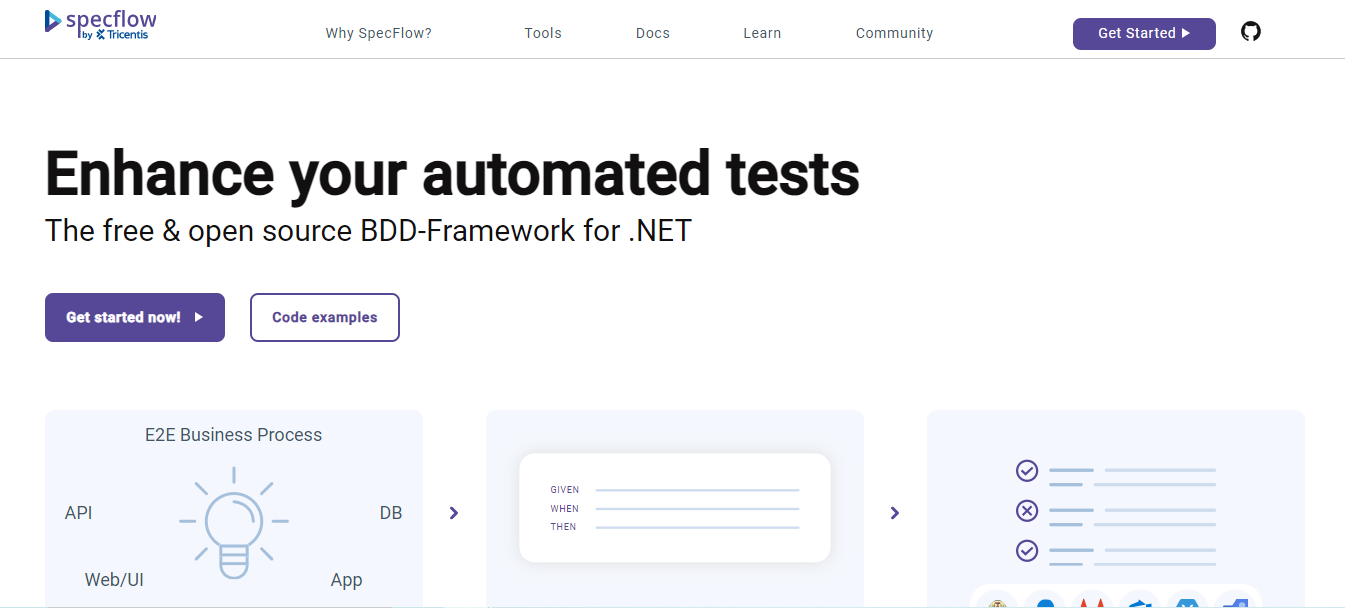 specflow
by Tricentis
Why SpecFlow?
Tools
Docs
Learn
Community
Get Started
Enhance your automated tests
The free & open source BDD-Framework for .NET
Get started now!
Code examples
E2E Business Process
API
DB
Web/UI
App
GIVEN
WHEN
THEN